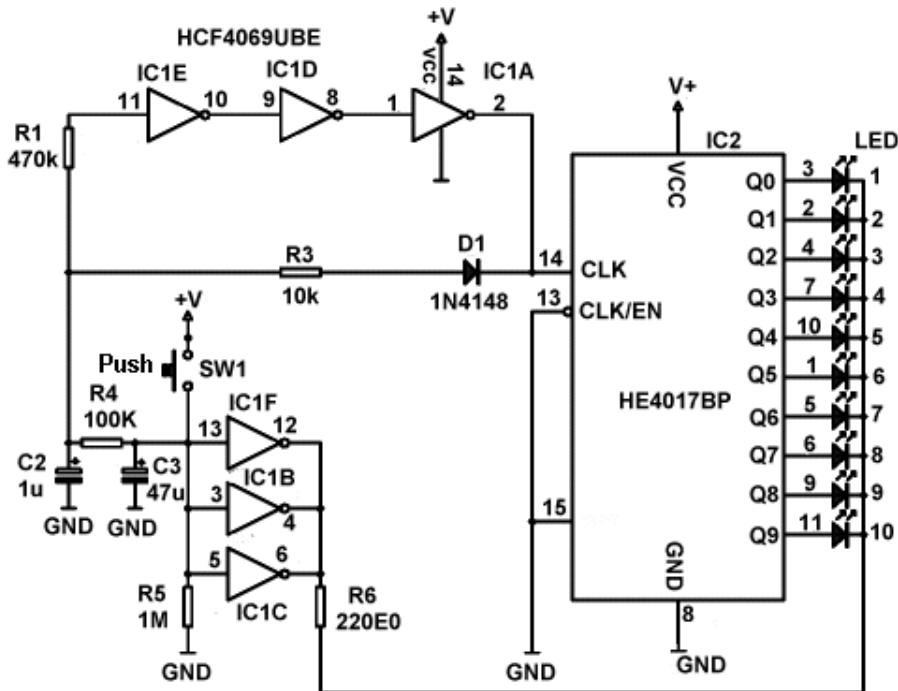 +V
HCF4069UBE
VCC
14
IC1E
IC1D
IC1A
11
10
9
8
1
2
R1
470k
V+
IC2
LED
VCC
Q0
3
1
Q1
2
2
Q2
4
3
Q3
7
4
Q4
10
5
Q5
1
6
Q6
5
7
Q7
6
8
Q8
9
9
Q9
11
10
R3
10k
D1
1N4148
14
CLK
13
CLK/EN
HE4017BP
15
GND
8
GND
GND
+V
Push
SW1
R4
100K
IC1F
13
12
C2
1u
GND
C3
47u
GND
IC1B
3
4
5
6
IC1C
R5
1M
GND
R6
220E0